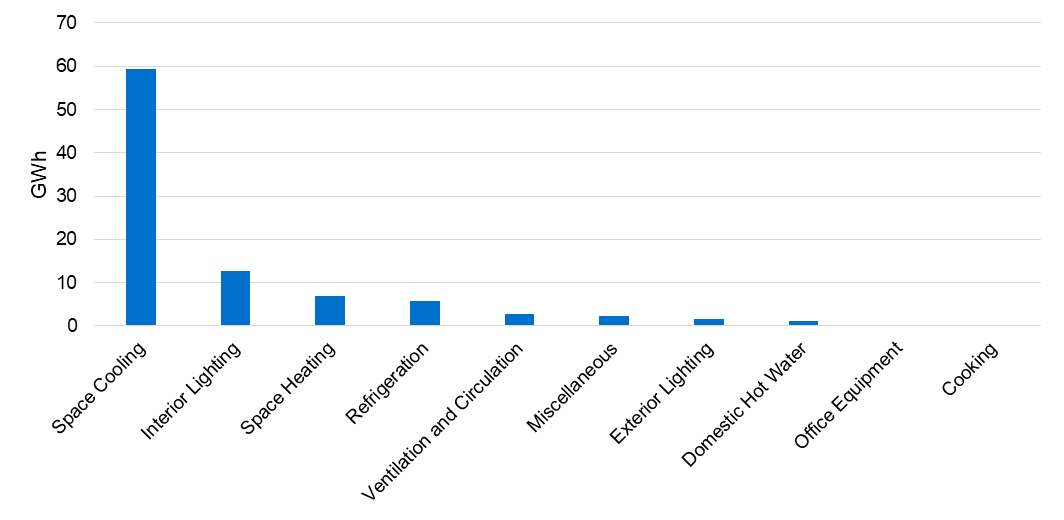 70
60
50
40
30
20
10
0
GWh
Space Cooling
Interior Lighting
Space Heating
Refrigeration
Ventilation and Circulation
Miscellaneous
Exterior Lighting
Domestic Hot Water
Office Equipment
Cooking